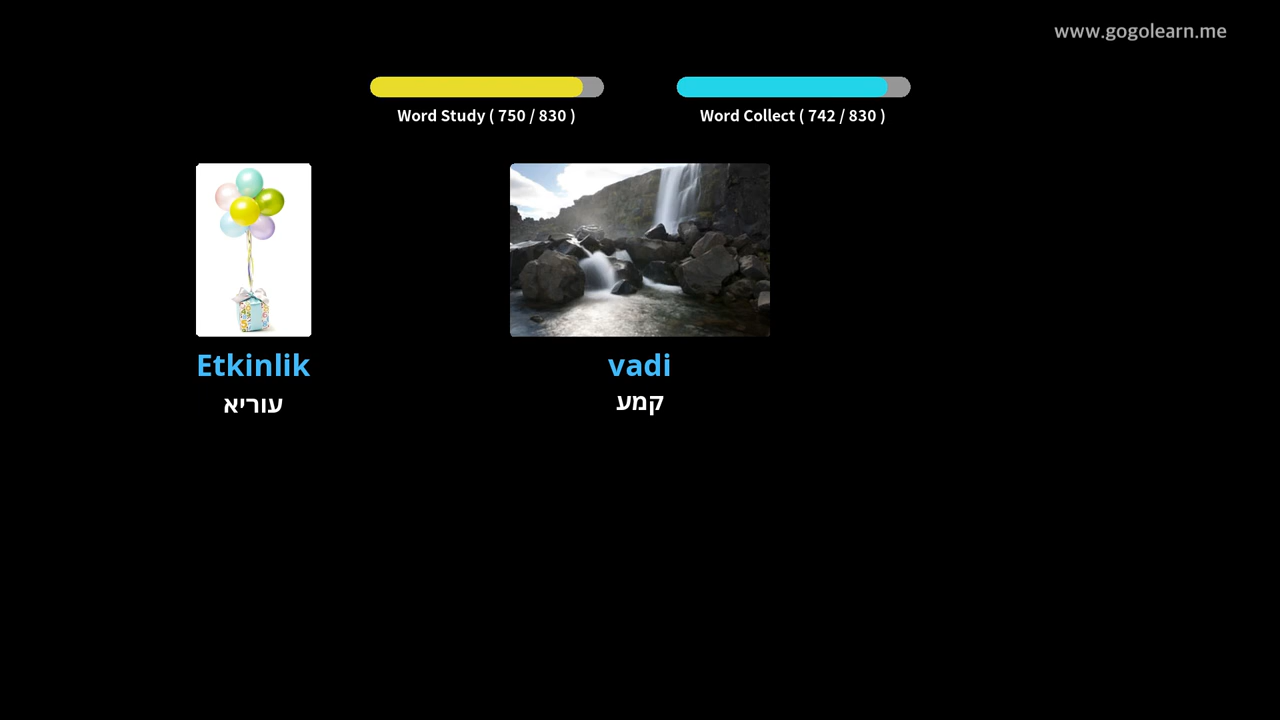 www.gogolearn.me
Word Study ( 750 / 830 )
Word Collect ( 742 / 830 )
Etkinlik
עוריא
vadi
קמע